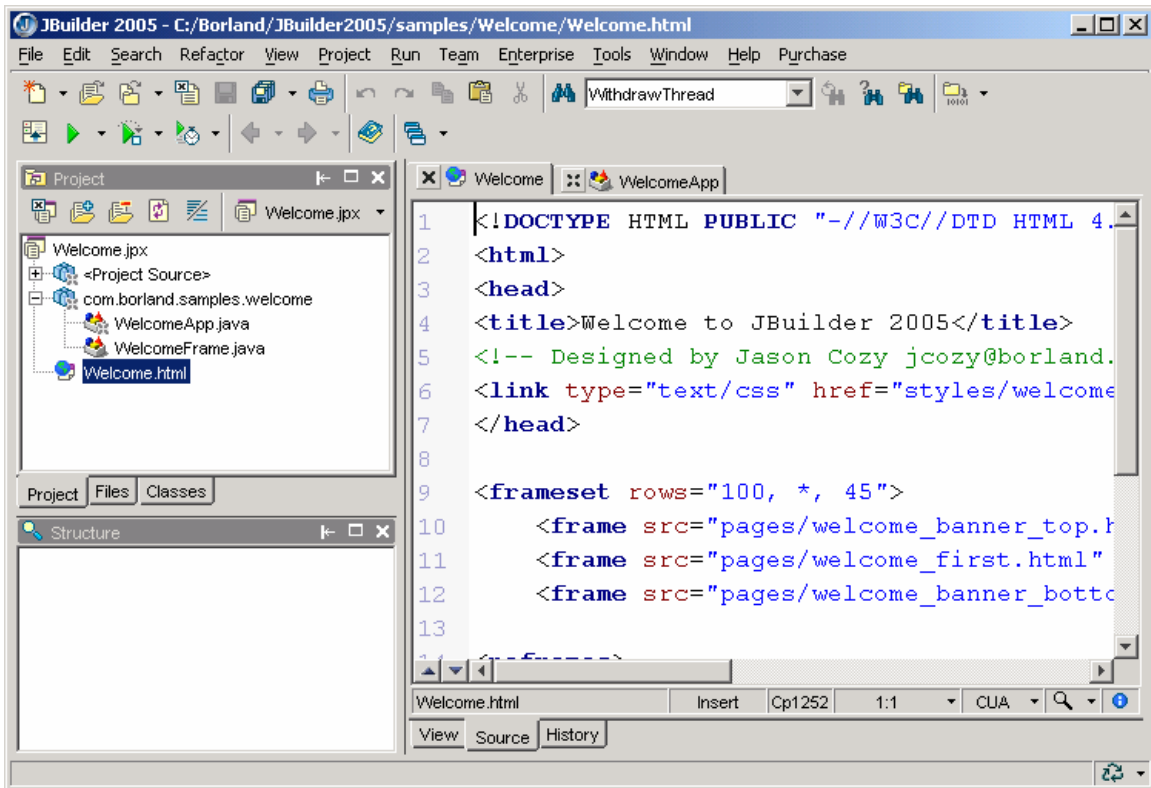 JBuilder 2005 - C:/Borland/JBuilder2005/samples/Welcome/Welcome.html
File Edit Search Refactor View Project Run Team Enterprise Tools Window Help Purchase
WithdrawThread
Project
Welcome.jpx
Welcome.jpx
<Project Source>
com.borland.samples.welcome
WelcomeApp.java
WelcomeFrame.java
Welcome.html
Project Files Classes
Structure
Welcome WelcomeApp
1 <!DOCTYPE HTML PUBLIC "-//W3C//DTD HTML 4.
2 <html>
3 <head>
4 <title>Welcome to JBuilder 2005</title>
5 <!-- Designed by Jason Cozy jcozy@borland.
6 <link type="text/css" href="styles/welcome
7 </head>
8
9 <frameset rows="100, *, 45">
10 <frame src="pages/welcome_banner_top.h
11 <frame src="pages/welcome_first.html"
12 <frame src="pages/welcome_banner_botto
13
14 <noframes>
Welcome.html Insert Cp1252 1:1 CUA
View Source History